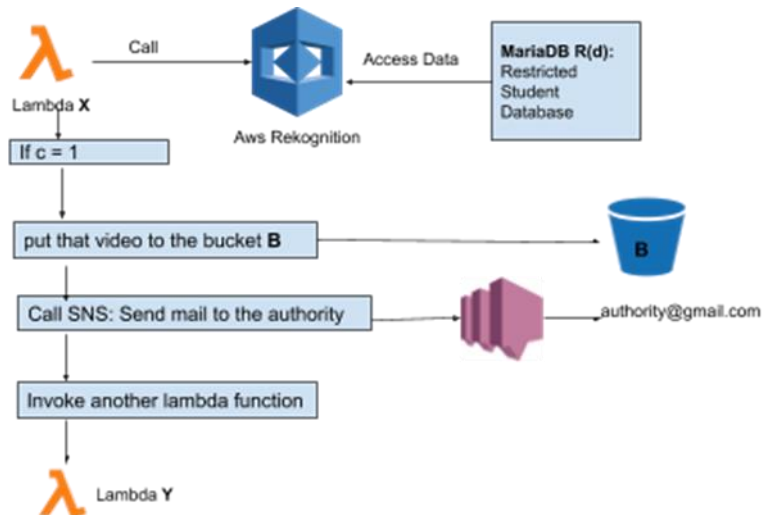 Call
Access Data
MariaDB R(d):
Restricted
Student
Database
Lambda X
Aws Rekognition
If c = 1
put that video to the bucket B
B
Call SNS: Send mail to the authority
authority@gmail.com
Invoke another lambda function
Lambda Y